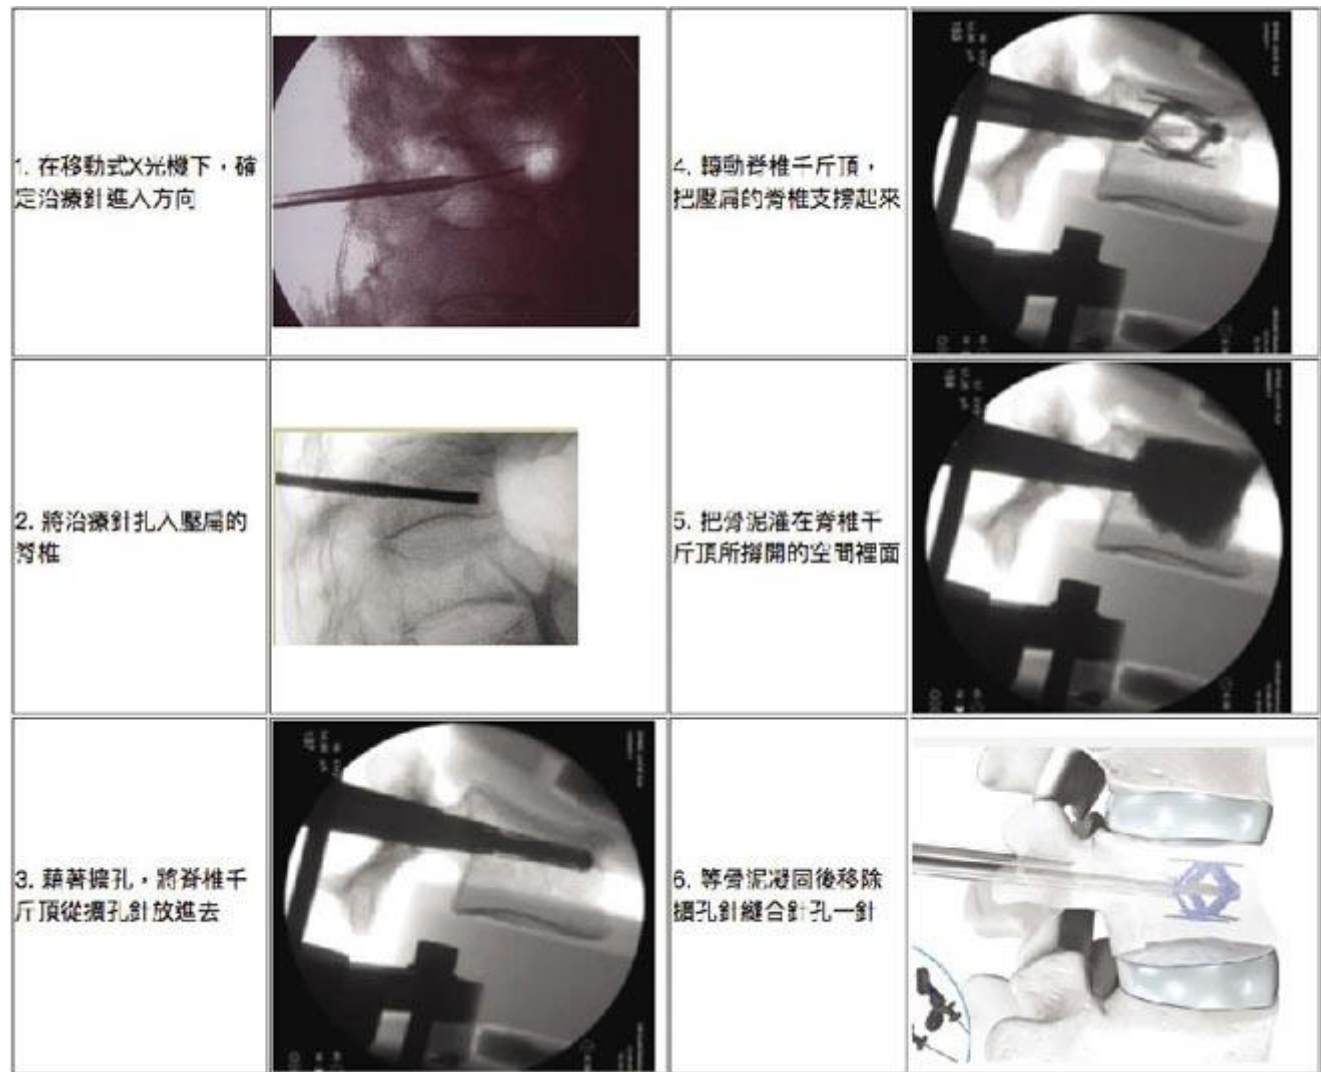 1. 在移動式X光機下，確
定治療針進入方向
2. 將治療針扎入壓扁的
脊椎
3. 藉著擴孔，將脊椎千
斤頂從擴孔針放進去
4. 轉動脊椎千斤頂，
把壓扁的脊椎支撐起來
5. 把骨泥灌在脊椎千
斤頂所撐開的空間裡面
6. 等骨泥凝固後移除
擴孔針縫合針孔一針